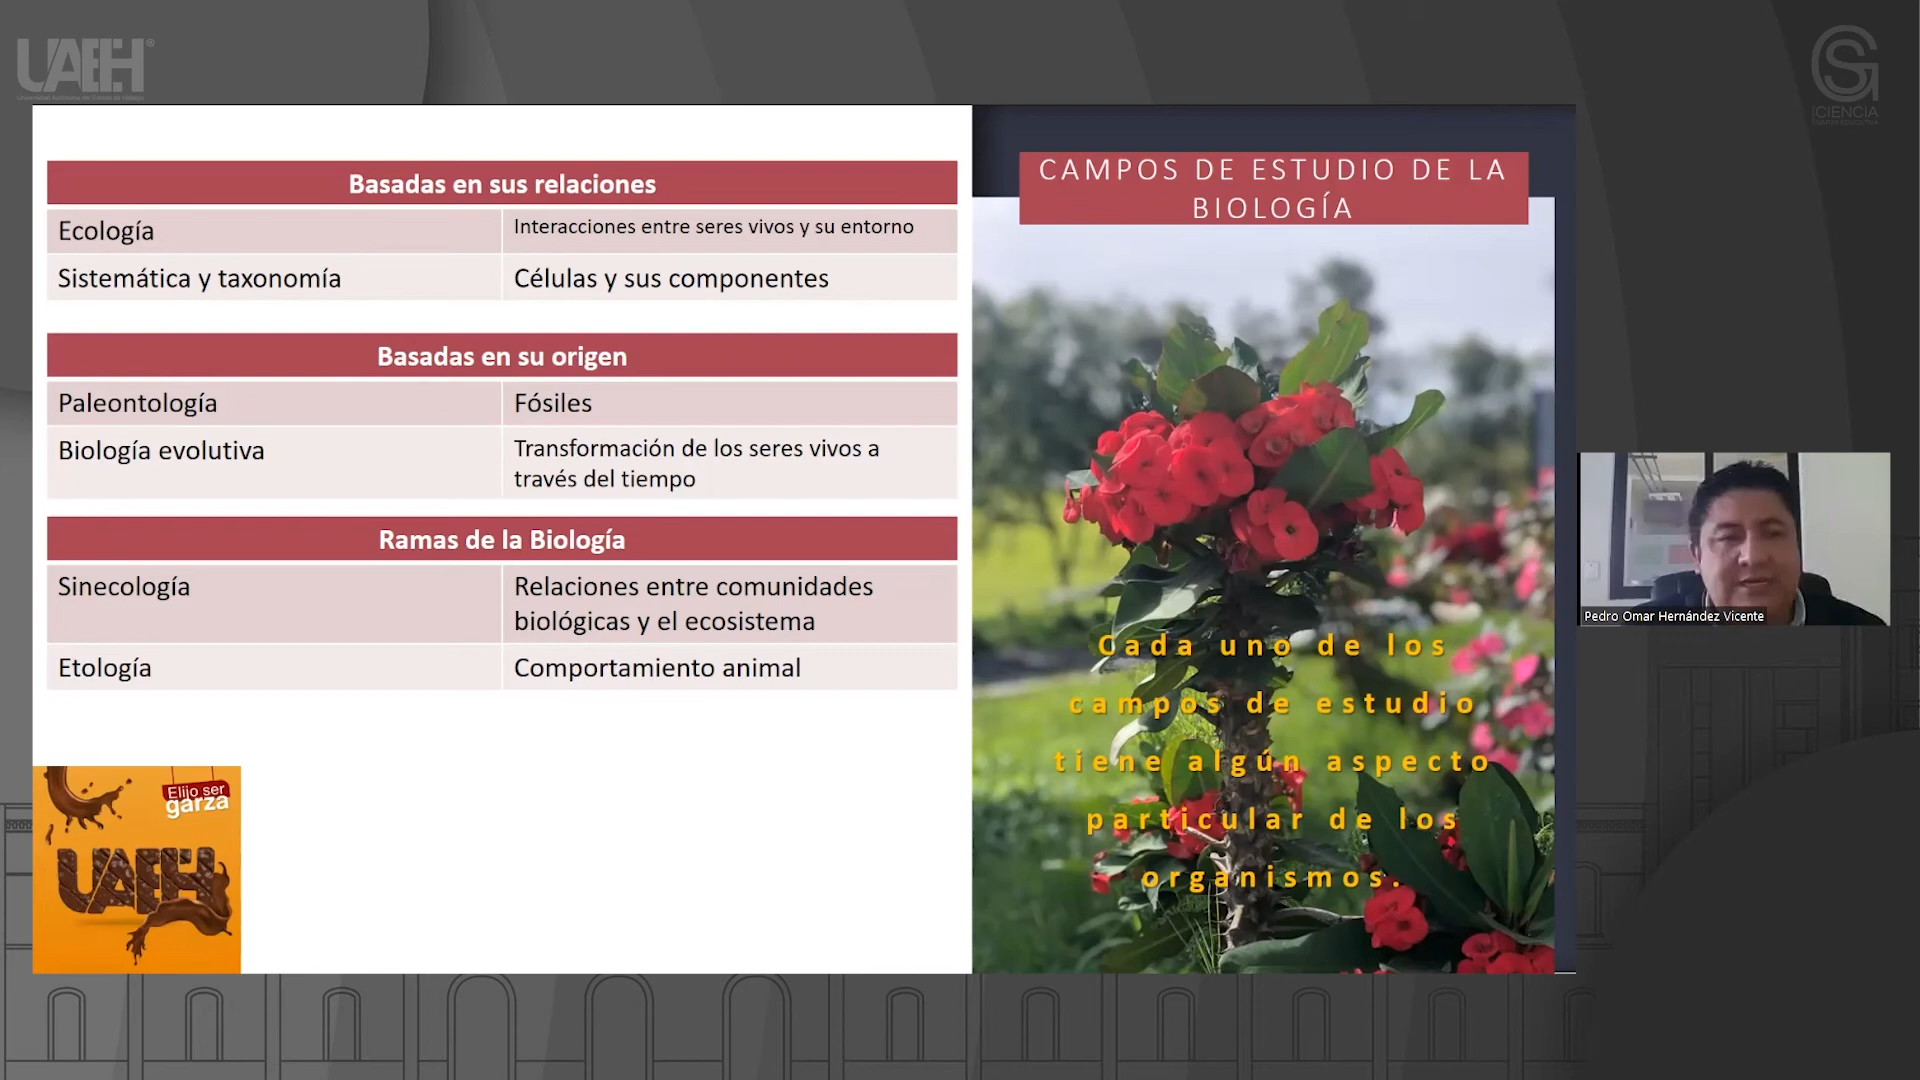 UAEH
Basadas en sus relaciones
Ecología
Interacciones entre seres vivos y su entorno
Sistemática y taxonomía
Células y sus componentes
Basadas en su origen
Paleontología
Fósiles
Biología evolutiva
Transformación de los seres vivos a
través del tiempo
Ramas de la Biología
Sinecología
Relaciones entre comunidades
biológicas y el ecosistema
Etología
Comportamiento animal
Elijo ser
garza
UAEH
CAMPOS DE ESTUDIO DE LA
BIOLOGÍA
Cada uno de los
campos de estudio
tiene algún aspecto
particular de los
organismos.
CIENCIA
Pedro Omar Hernández Vicente